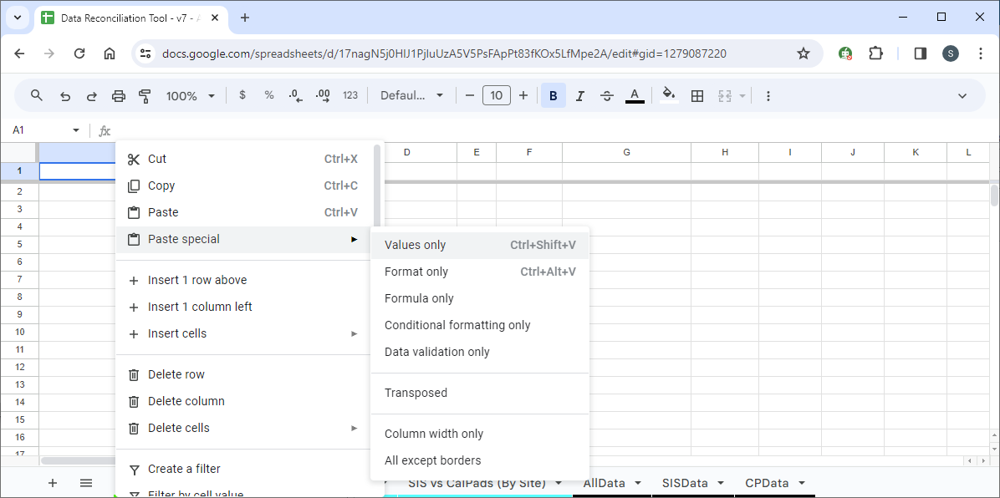 Data Reconciliation Tool - v7 -
docs.google.com/spreadsheets/d/17nagN5j0HIJ1PjIuUzA5V5PsFApPt83fKOx5LfMpe2A/edit#gid=1279087220
S
100% $ % .0 .00 123 Defaul... 10 B I A
A1 fx
D E F G H I J K L
1
2
3
4
5
6
7
8
9
10
11
12
13
14
15
16
17
Cut Ctrl+X
Copy Ctrl+C
Paste Ctrl+V
Paste special
Insert 1 row above
Insert 1 column left
Insert cells
Delete row
Delete column
Delete cells
Create a filter
Filter by cell value
Values only Ctrl+Shift+V
Format only Ctrl+Alt+V
Formula only
Conditional formatting only
Data validation only
Transposed
Column width only
All except borders
SIS vs CalPads (By Site) AllData SISData CPData